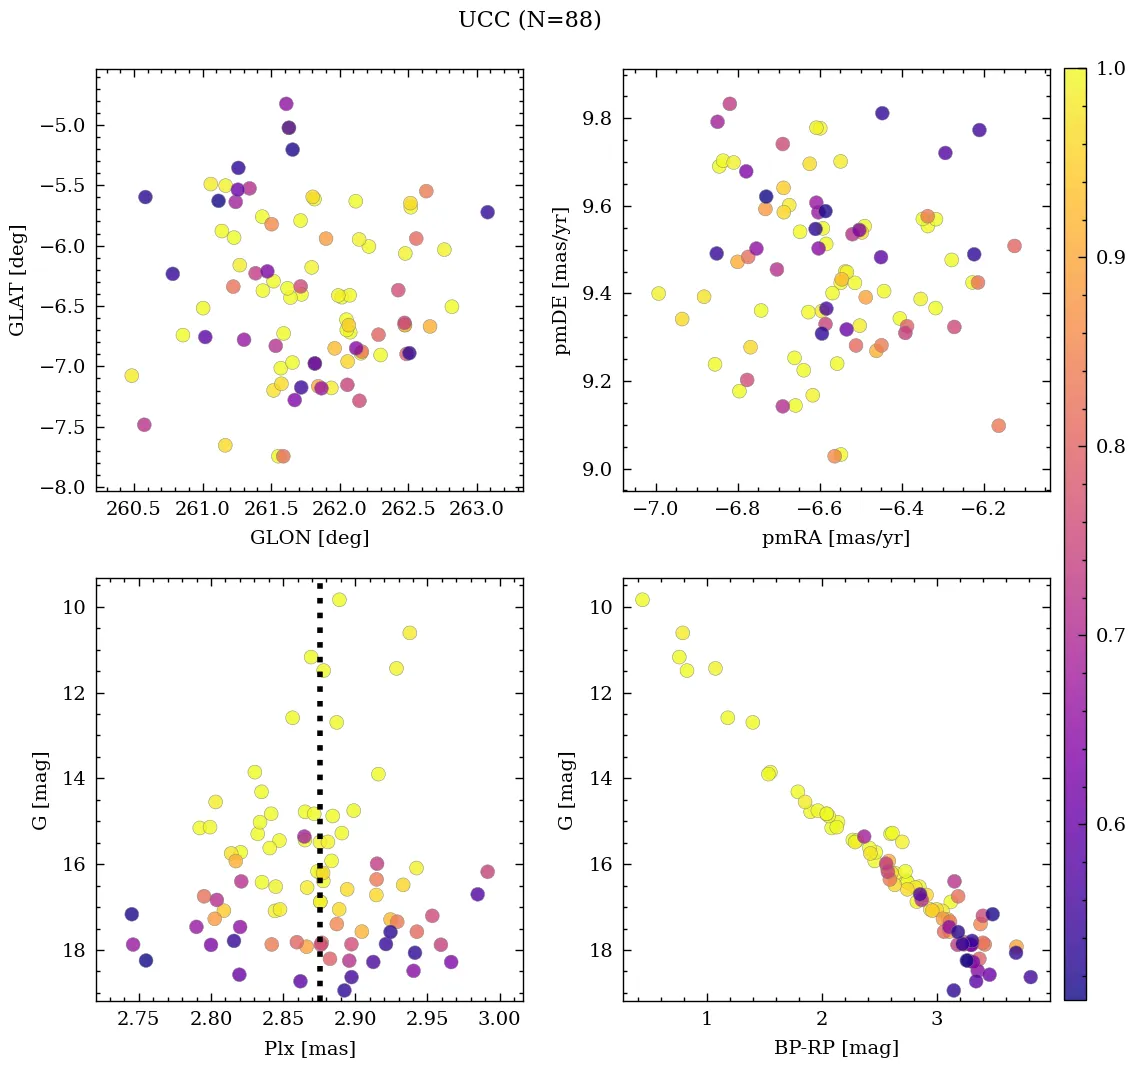 UCC (N=88)
−5.0
−5.5
−6.0
−6.5
−7.0
−7.5
−8.0
GLAT [deg]
260.5 261.0 261.5 262.0 262.5 263.0
GLON [deg]
9.8
9.6
9.4
9.2
9.0
pmDE [mas/yr]
−7.0 −6.8 −6.6 −6.4 −6.2
pmRA [mas/yr]
1.0
0.9
0.8
0.7
0.6
10
12
14
16
18
G [mag]
2.75 2.80 2.85 2.90 2.95 3.00
Plx [mas]
10
12
14
16
18
G [mag]
1 2 3
BP-RP [mag]